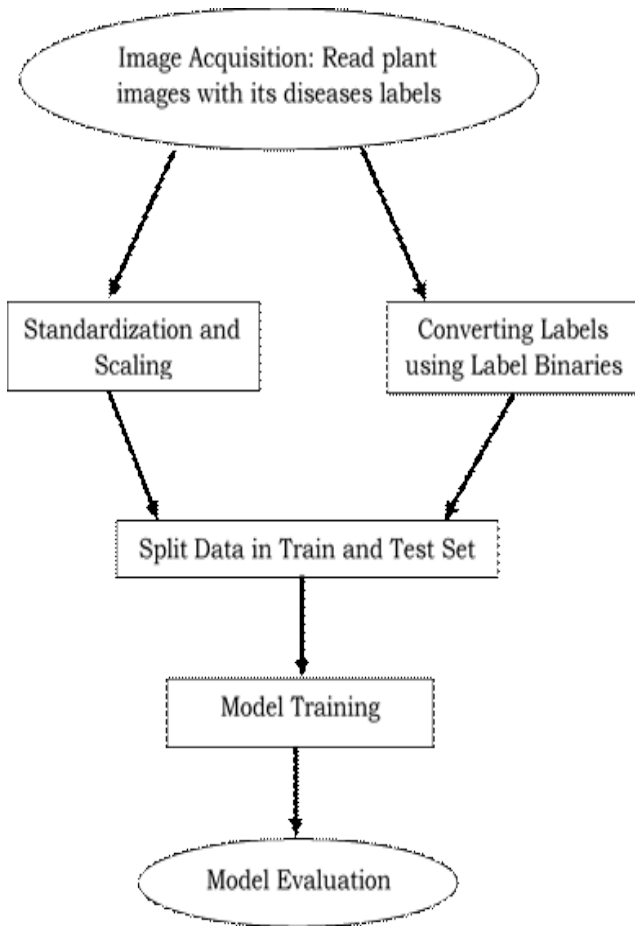 Image Acquisition: Read plant
images with its diseases labels
Standardization and
Scaling
Converting Labels
using Label Binaries
Split Data in Train and Test Set
Model Training
Model Evaluation